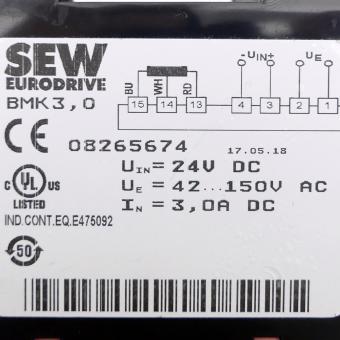 SEW
EURODRIVE
BMK3,0
-UIN+ UE
BU WH RD
15 14 13 4 3 2 1
CE 08265674 17.05.18
C UL US
LISTED
IND.CONT.EQ.E475092
UIN= 24V DC
UE = 42...150V AC
IN = 3,0A DC
50